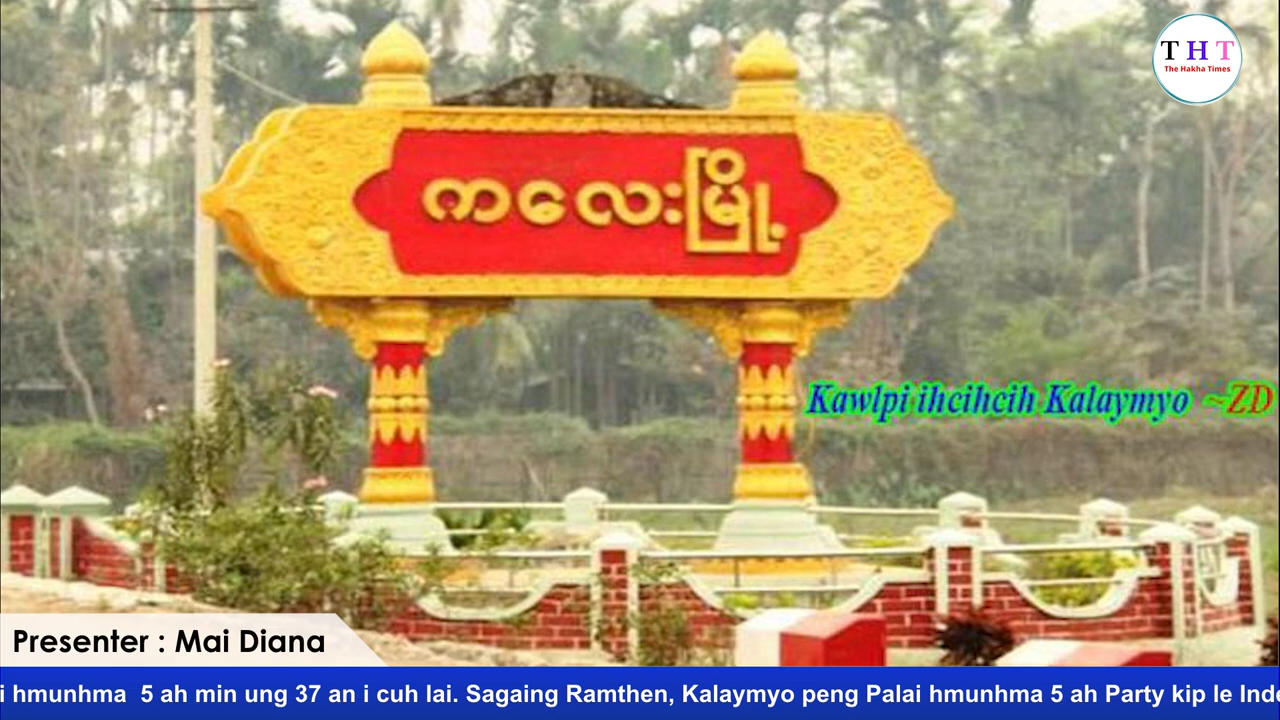 T H T
The Hakha Times
ကလေးမြို့
Kawlpi ihcihcih Kalaymyo ~ZD
Presenter : Mai Diana
i hmunhma 5 ah min ung 37 an i cuh lai. Sagaing Ramthen, Kalaymyo peng Palai hmunhma 5 ah Party kip le Inde